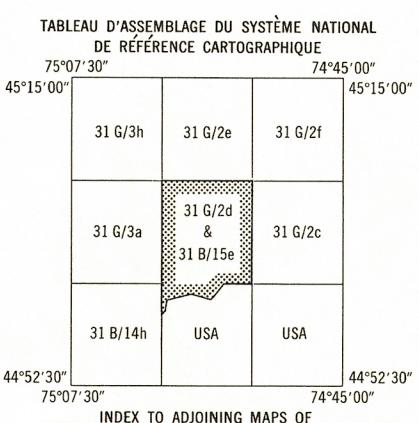 TABLEAU D'ASSEMBLAGE DU SYSTÈME NATIONAL
DE RÉFÉRENCE CARTOGRAPHIQUE
75°07'30" 74°45'00"
45°15'00" 45°15'00"
31 G/3h 31 G/2e 31 G/2f
31 G/3a 31 G/2d & 31 B/15e 31 G/2c
31 B/14h USA USA
44°52'30" 44°52'30"
75°07'30" 74°45'00"
INDEX TO ADJOINING MAPS OF